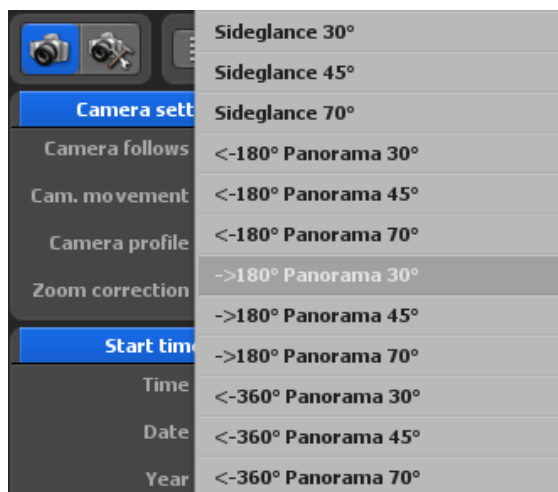 Camera sett
Camera follows
Cam. movement
Camera profile
Zoom correction
Start time
Time
Date
Year
Sideglance 30°
Sideglance 45°
Sideglance 70°
<-180° Panorama 30°
<-180° Panorama 45°
<-180° Panorama 70°
->180° Panorama 30°
->180° Panorama 45°
->180° Panorama 70°
<-360° Panorama 30°
<-360° Panorama 45°
<-360° Panorama 70°